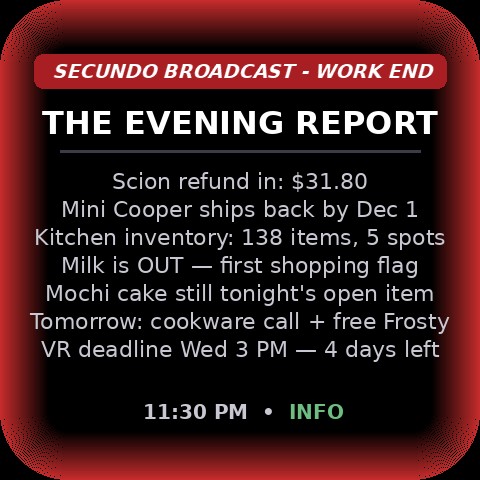 SECUNDO BROADCAST - WORK END
THE EVENING REPORT
Scion refund in: $31.80
Mini Cooper ships back by Dec 1
Kitchen inventory: 138 items, 5 spots
Milk is OUT — first shopping flag
Mochi cake still tonight's open item
Tomorrow: cookware call + free Frosty
VR deadline Wed 3 PM — 4 days left
11:30 PM • INFO